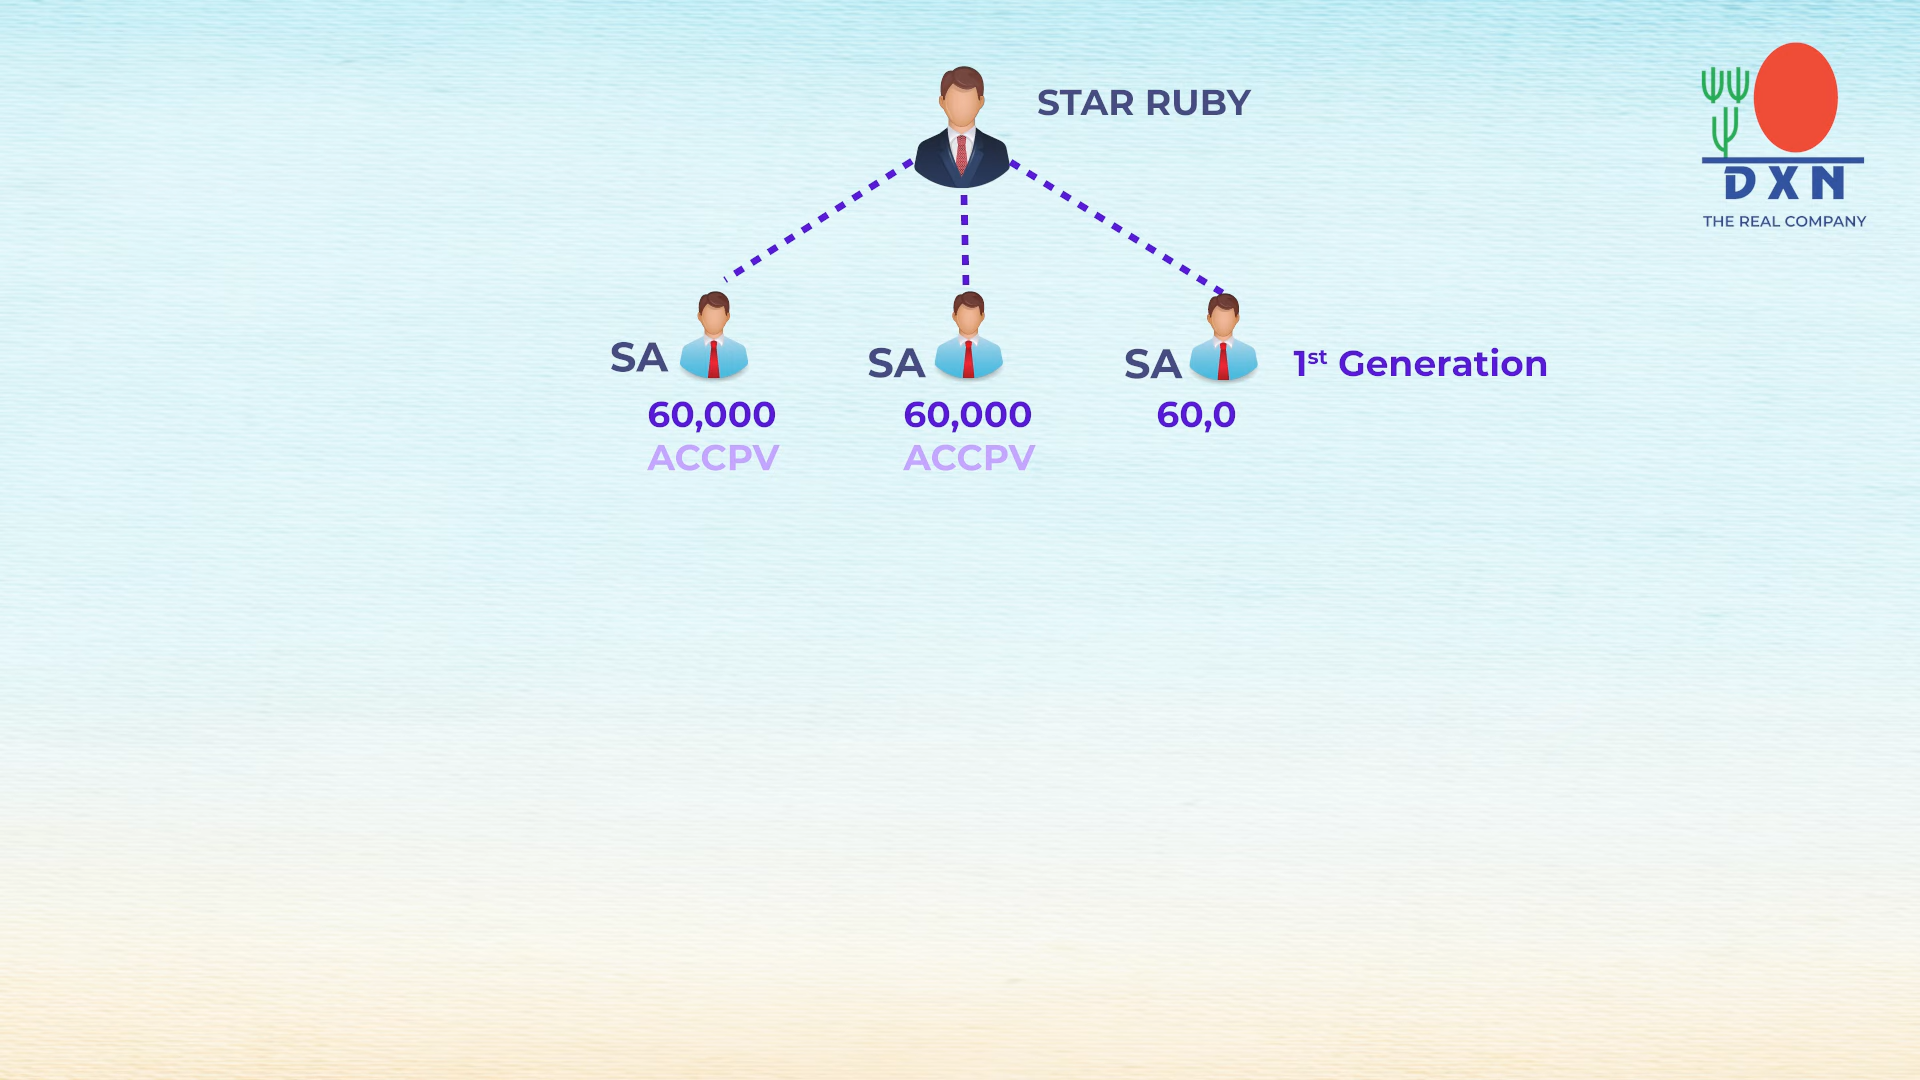 STAR RUBY
DXN
THE REAL COMPANY
SA
SA
SA
1st Generation
60,000
60,000
60,0
ACCPV
ACCPV